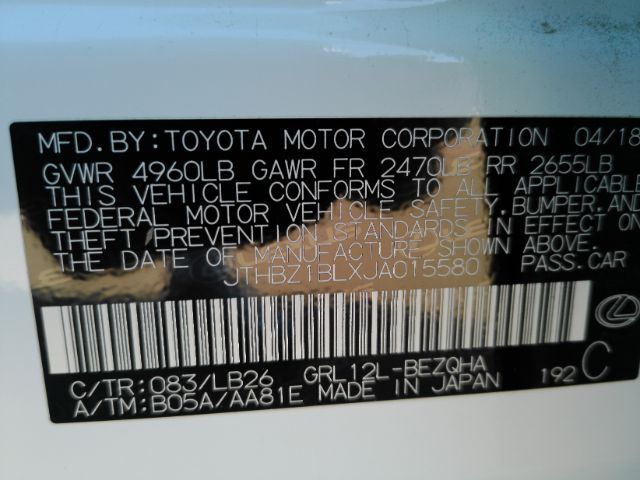 MFD. BY: TOYOTA MOTOR CORPORATION 04/18
GVWR 4960LB GAWR FR 2470LB RR 2655LB
THIS VEHICLE CONFORMS TO ALL APPLICABLE
FEDERAL MOTOR VEHICLE SAFETY, BUMPER, AND
THEFT PREVENTION STANDARDS IN EFFECT ON
THE DATE OF MANUFACTURE SHOWN ABOVE.
JTHBZ1BLXJA015580 PASS. CAR
C/TR: 083/LB26 GRL12L-BEZQHA
A/TM: B05A/AA81E MADE IN JAPAN 192 C